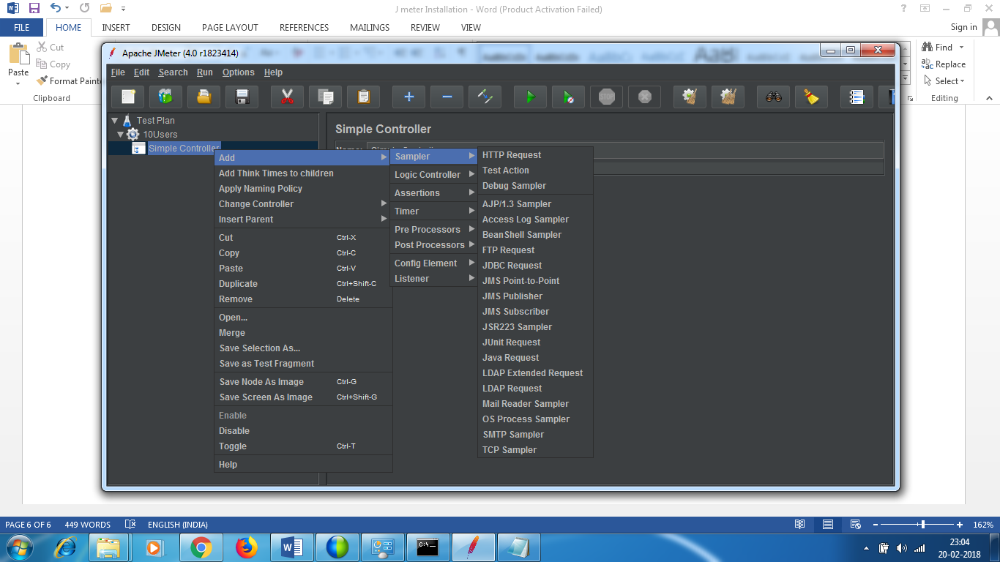 J meter Installation - Word (Product Activation Failed)
FILE HOME INSERT DESIGN PAGE LAYOUT REFERENCES MAILINGS REVIEW VIEW Sign in
Paste
Cut
Copy
Format Painte
Clipboard
Find
Replace
Select
Editing
Apache JMeter (4.0 r1823414)
File Edit Search Run Options Help
STOP
Test Plan
10Users
Simple Controller
Simple Controller
Add
Add Think Times to children
Apply Naming Policy
Change Controller
Insert Parent
Cut Ctrl-X
Copy Ctrl-C
Paste Ctrl-V
Duplicate Ctrl+Shift-C
Remove Delete
Open...
Merge
Save Selection As...
Save as Test Fragment
Save Node As Image Ctrl-G
Save Screen As Image Ctrl+Shift-G
Enable
Disable
Toggle Ctrl-T
Help
Sampler
Logic Controller
Assertions
Timer
Pre Processors
Post Processors
Config Element
Listener
HTTP Request
Test Action
Debug Sampler
AJP/1.3 Sampler
Access Log Sampler
BeanShell Sampler
FTP Request
JDBC Request
JMS Point-to-Point
JMS Publisher
JMS Subscriber
JSR223 Sampler
JUnit Request
Java Request
LDAP Extended Request
LDAP Request
Mail Reader Sampler
OS Process Sampler
SMTP Sampler
TCP Sampler
PAGE 6 OF 6 449 WORDS ENGLISH (INDIA) 162%
23:04
20-02-2018